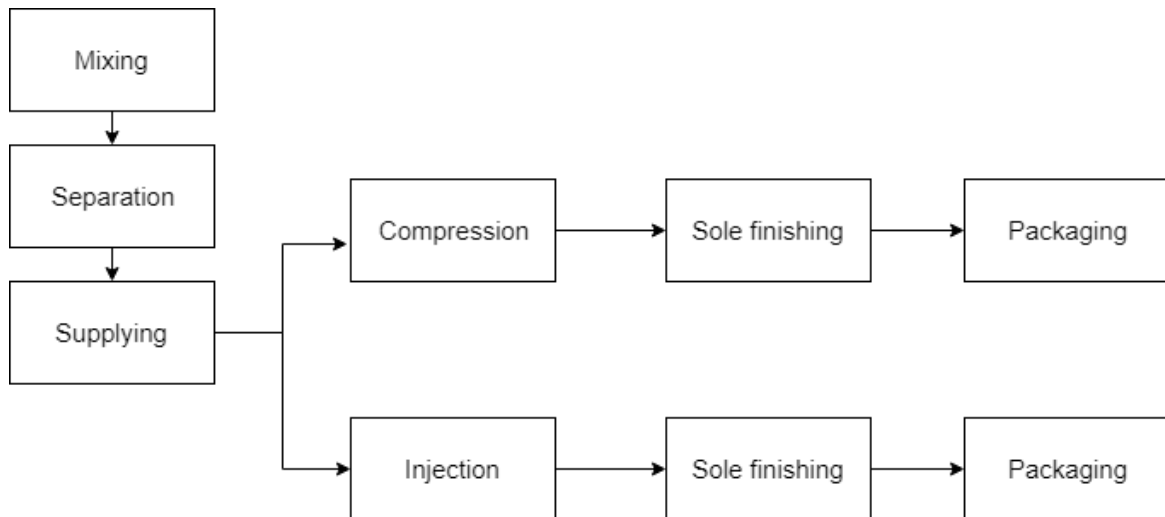 Mixing
Separation
Supplying
Compression
Sole finishing
Packaging
Injection
Sole finishing
Packaging